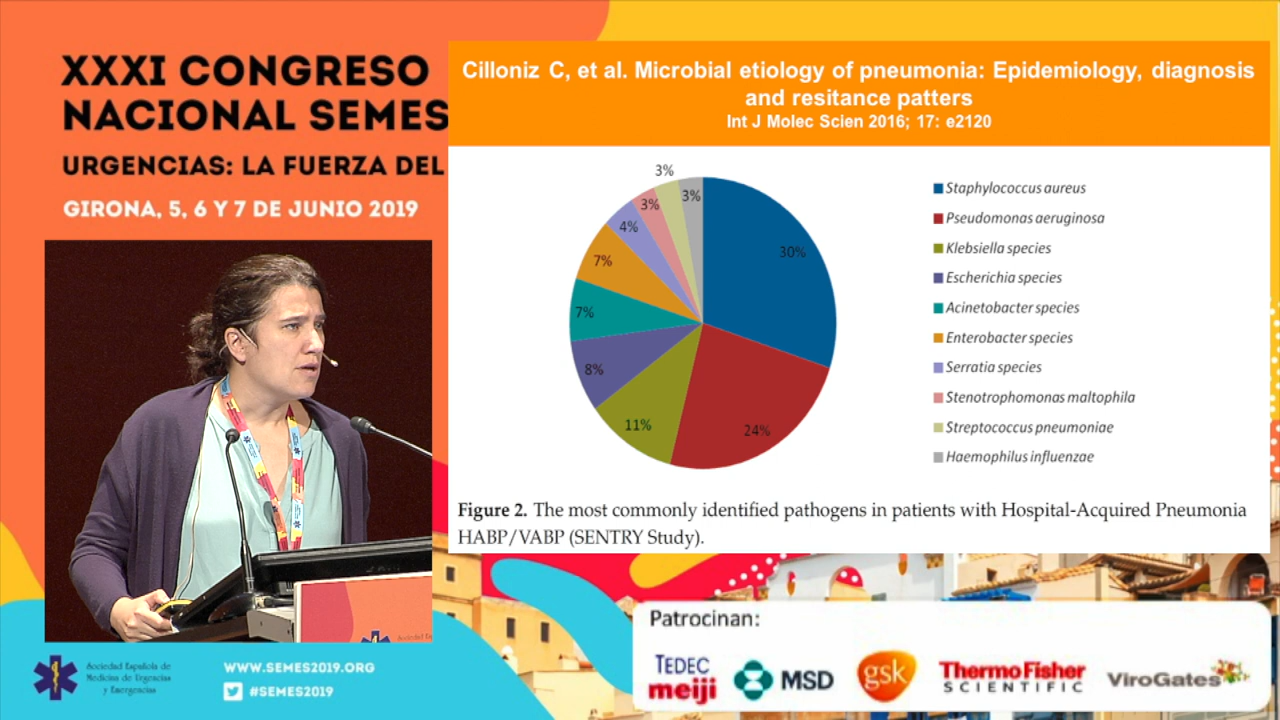 XXXI CONGRESO
NACIONAL SEMES
URGENCIAS: LA FUERZA DEL
GIRONA, 5, 6 Y 7 DE JUNIO 2019
Cilloniz C, et al. Microbial etiology of pneumonia: Epidemiology, diagnosis
and resitance patters
Int J Molec Scien 2016; 17: e2120
3%
3%
3%
4%
7%
7%
8%
11%
24%
30%
Staphylococcus aureus
Pseudomonas aeruginosa
Klebsiella species
Escherichia species
Acinetobacter species
Enterobacter species
Serratia species
Stenotrophomonas maltophila
Streptococcus pneumoniae
Haemophilus influenzae
Figure 2. The most commonly identified pathogens in patients with Hospital-Acquired Pneumonia
HABP/VABP (SENTRY Study).
Sociedad Española de
Medicina de Urgencias
y Emergencias
WWW.SEMES2019.ORG
#SEMES2019
Patrocinan:
TEDEC
meiji
MSD
gsk
ThermoFisher
SCIENTIFIC
ViroGates